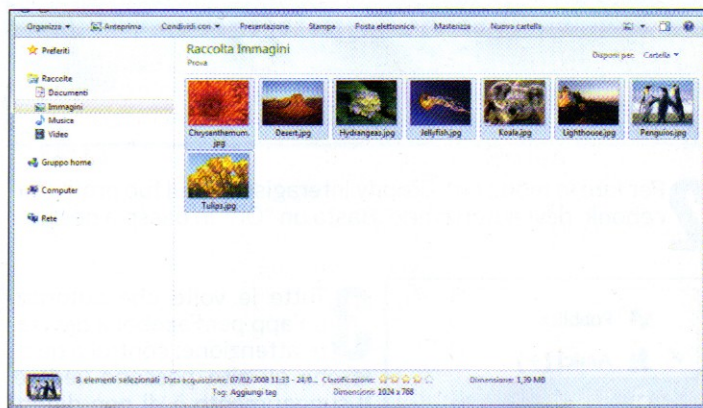 Organizza Anteprima Condividi con Presentazione Stampa Posta elettronica Masterizza Nuova cartella
Preferiti
Raccolte
Documenti
Immagini
Musica
Video
Gruppo home
Computer
Rete
Raccolta Immagini
Prova
Disponi per: Cartella
Chrysanthemum.jpg
Desert.jpg
Hydrangeas.jpg
Jellyfish.jpg
Koala.jpg
Lighthouse.jpg
Penguins.jpg
Tulips.jpg
8 elementi selezionati Data acquisizione: 07/02/2008 11:33 - 24/0... Classificazione: Dimensione: 1,39 MB
Tag: Aggiungi tag Dimensione: 1024 x 768